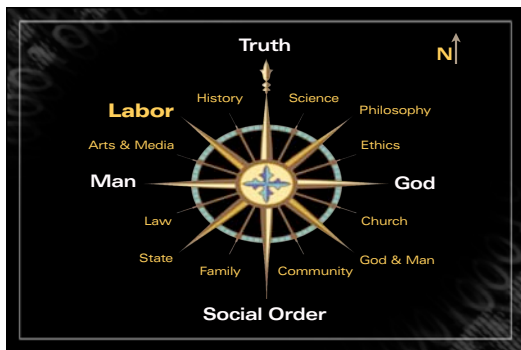 Truth
N
History
Science
Labor
Philosophy
Arts & Media
Ethics
Man
God
Law
Church
State
God & Man
Family
Community
Social Order